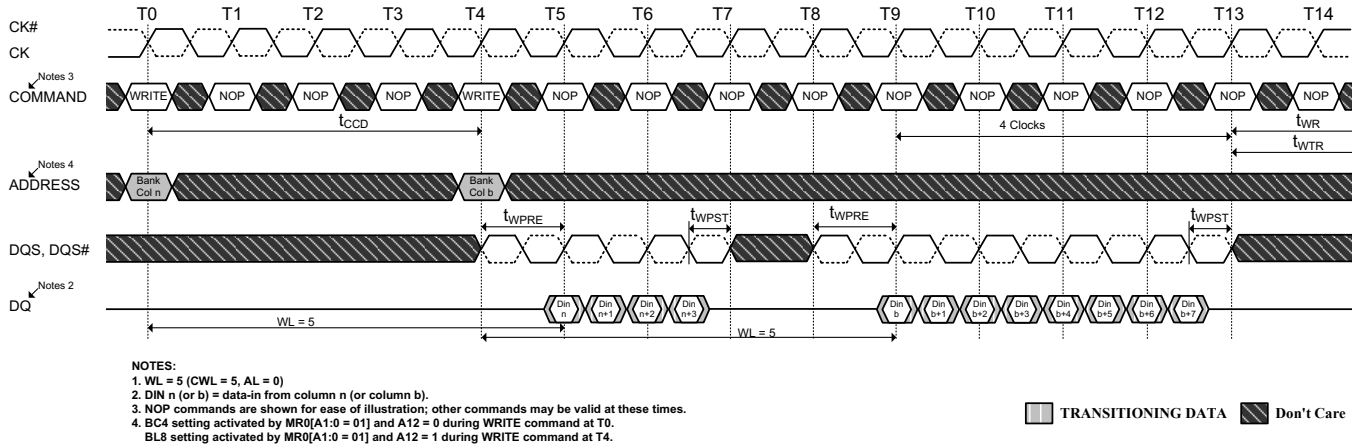 T0 T1 T2 T3 T4 T5 T6 T7 T8 T9 T10 T11 T12 T13 T14
CK#
CK
Notes 3
COMMAND
WRITE NOP NOP NOP WRITE NOP NOP NOP NOP NOP NOP NOP NOP NOP NOP
tCCD
4 Clocks
tWR
tWTR
Notes 4
ADDRESS
Bank Col n
Bank Col b
tWPRE
tWPST
tWPRE
tWPST
DQS, DQS#
Notes 2
DQ
Din n
Din n+1
Din n+2
Din n+3
Din b
Din b+1
Din b+2
Din b+3
Din b+4
Din b+5
Din b+6
Din b+7
WL = 5
WL = 5
NOTES:
1. WL = 5 (CWL = 5, AL = 0)
2. DIN n (or b) = data-in from column n (or column b).
3. NOP commands are shown for ease of illustration; other commands may be valid at these times.
4. BC4 setting activated by MR0[A1:0 = 01] and A12 = 0 during WRITE command at T0.
BL8 setting activated by MR0[A1:0 = 01] and A12 = 1 during WRITE command at T4.
TRANSITIONING DATA
Don't Care